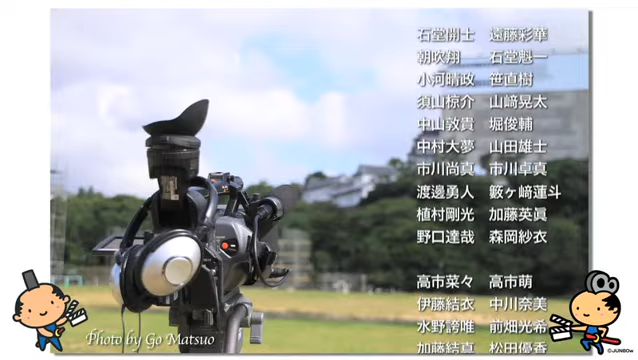 石堂開士 遠藤彩華
朝吹翔 石堂魁一
小河晴政 笹直樹
須山椋介 山﨑晃太
中山敦貴 堀俊輔
中村大夢 山田雄士
市川尚真 市川卓真
渡邊勇人 籔ヶ﨑蓮斗
植村剛光 加藤英眞
野口達哉 森岡紗衣
高市菜々 高市萌
伊藤結衣 中川奈美
水野誇唯 前畑光希
加藤結真 松田優香
Photo by Go Matsuo
©JUNBOw